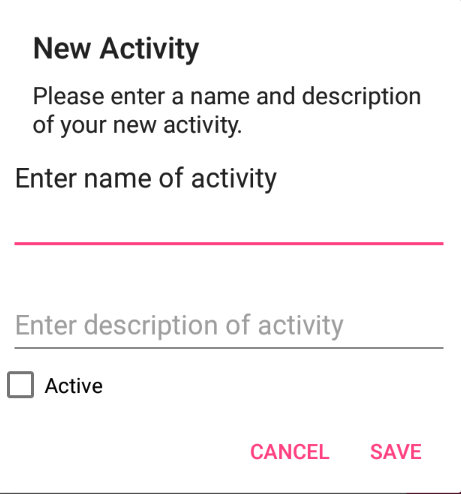 New Activity
Please enter a name and description
of your new activity.
Enter name of activity
Enter description of activity
Active
CANCEL SAVE